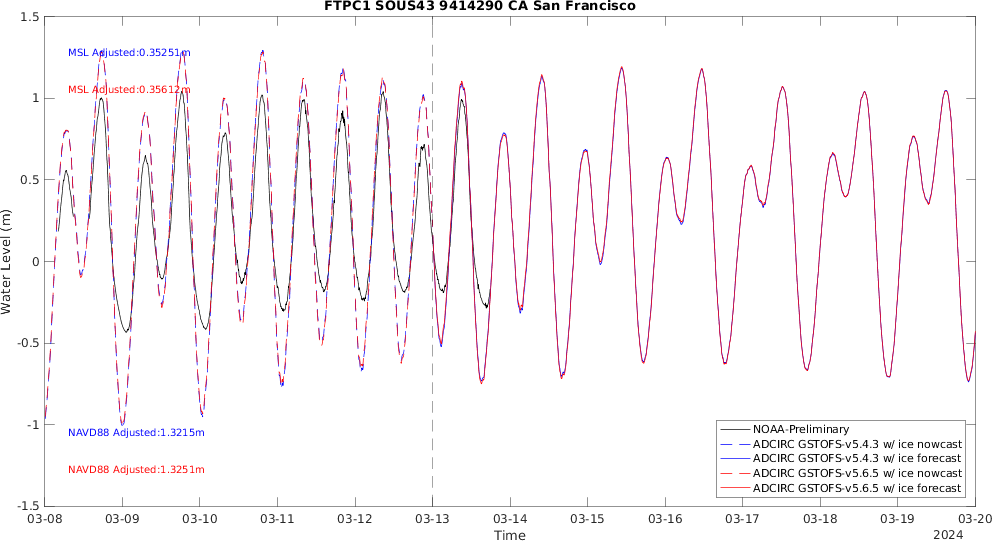 FTPC1 SOUS43 9414290 CA San Francisco
1.5
1
0.5
0
-0.5
-1
-1.5
Water Level (m)
MSL Adjusted:0.35251m
MSL Adjusted:0.35612m
NAVD88 Adjusted:1.3215m
NAVD88 Adjusted:1.3251m
NOAA-Preliminary
ADCIRC GSTOFS-v5.4.3 w/ ice nowcast
ADCIRC GSTOFS-v5.4.3 w/ ice forecast
ADCIRC GSTOFS-v5.6.5 w/ ice nowcast
ADCIRC GSTOFS-v5.6.5 w/ ice forecast
03-08 03-09 03-10 03-11 03-12 03-13 03-14 03-15 03-16 03-17 03-18 03-19 03-20
Time
2024